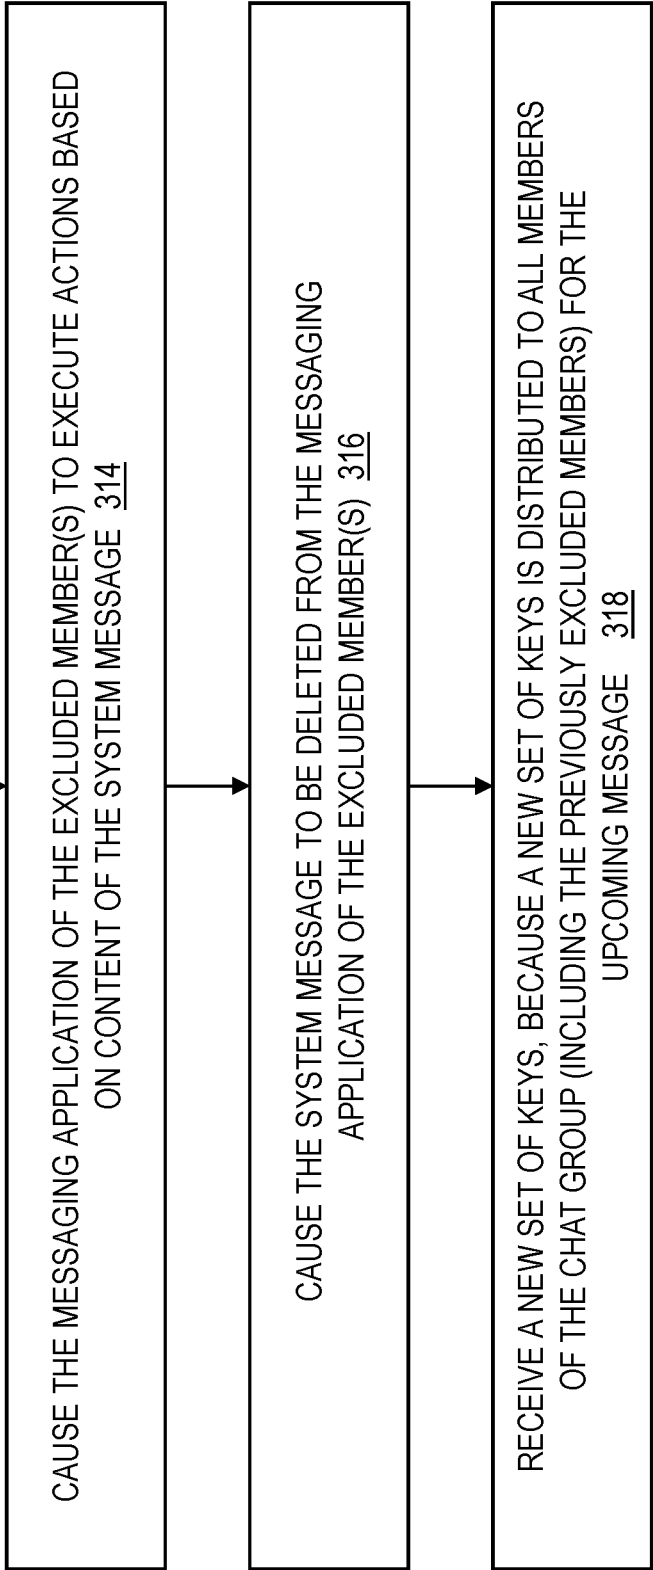 CAUSE THE MESSAGING APPLICATION OF THE EXCLUDED MEMBER(S) TO EXECUTE ACTIONS BASED
ON CONTENT OF THE SYSTEM MESSAGE 314
CAUSE THE SYSTEM MESSAGE TO BE DELETED FROM THE MESSAGING
APPLICATION OF THE EXCLUDED MEMBER(S) 316
RECEIVE A NEW SET OF KEYS, BECAUSE A NEW SET OF KEYS IS DISTRIBUTED TO ALL MEMBERS
OF THE CHAT GROUP (INCLUDING THE PREVIOUSLY EXCLUDED MEMBERS) FOR THE
UPCOMING MESSAGE 318